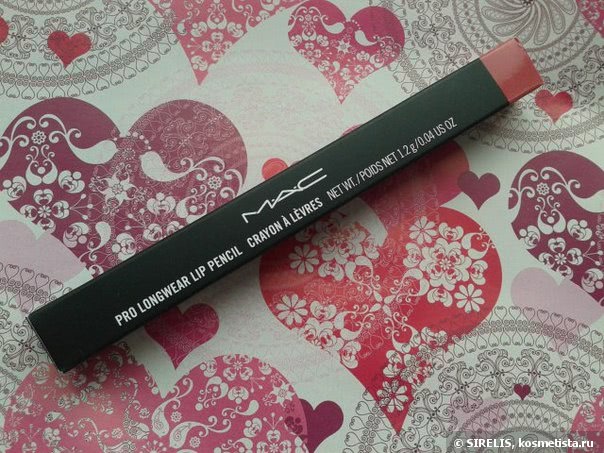 MAC
PRO LONGWEAR LIP PENCIL CRAYON À LÈVRES NET WT./POIDS NET 1.2 g/0.04 US OZ
© SIRELIS, kosmetista.ru